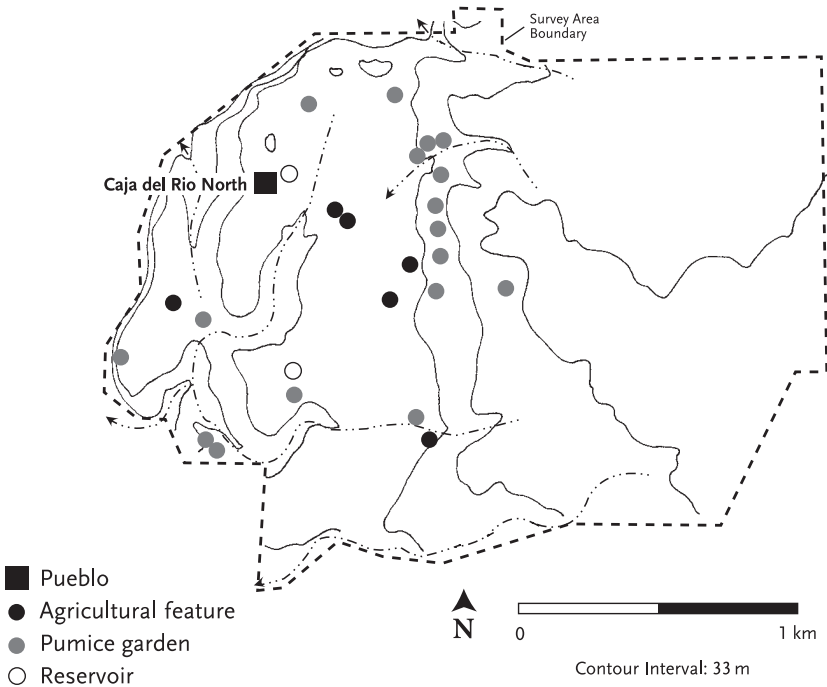 Survey Area
Boundary
Caja del Rio North
Pueblo
Agricultural feature
Pumice garden
Reservoir
N
0
1 km
Contour Interval: 33 m